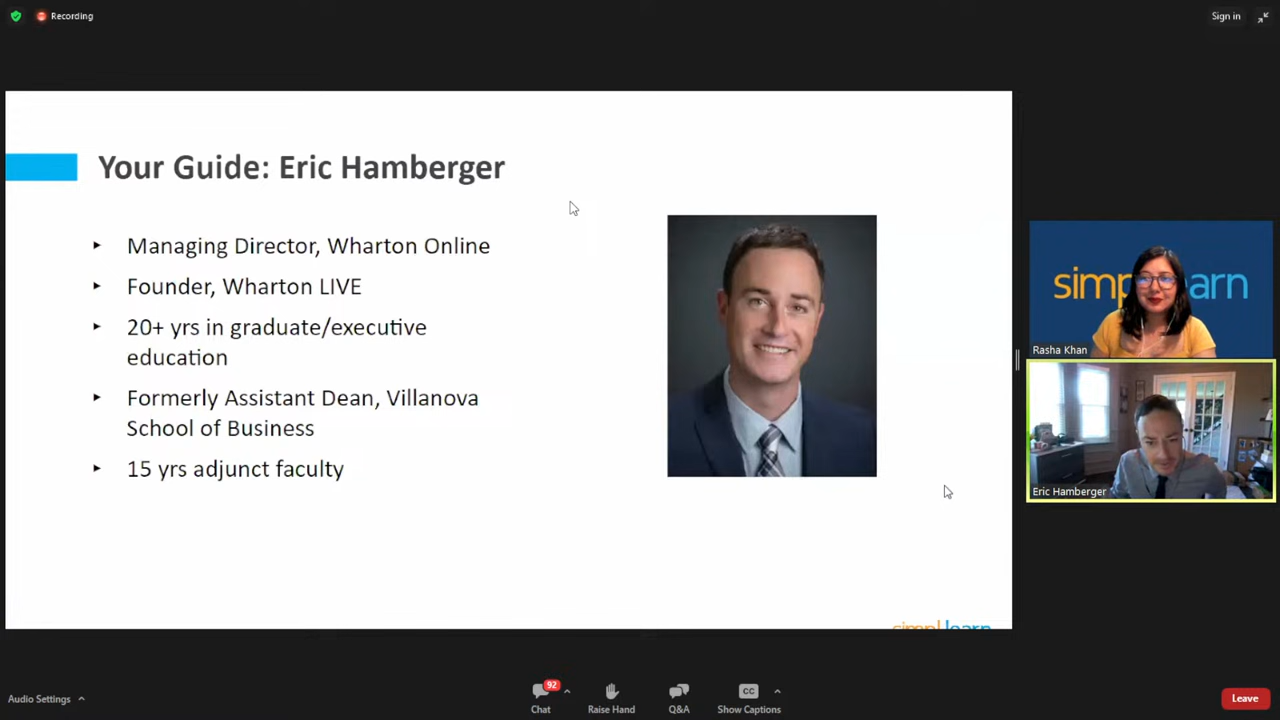 Recording
Sign in
Your Guide: Eric Hamberger
Managing Director, Wharton Online
Founder, Wharton LIVE
20+ yrs in graduate/executive
education
Formerly Assistant Dean, Villanova
School of Business
15 yrs adjunct faculty
simplilearn
Rasha Khan
Eric Hamberger
Audio Settings
92
Chat
Raise Hand
Q&A
CC
Show Captions
Leave